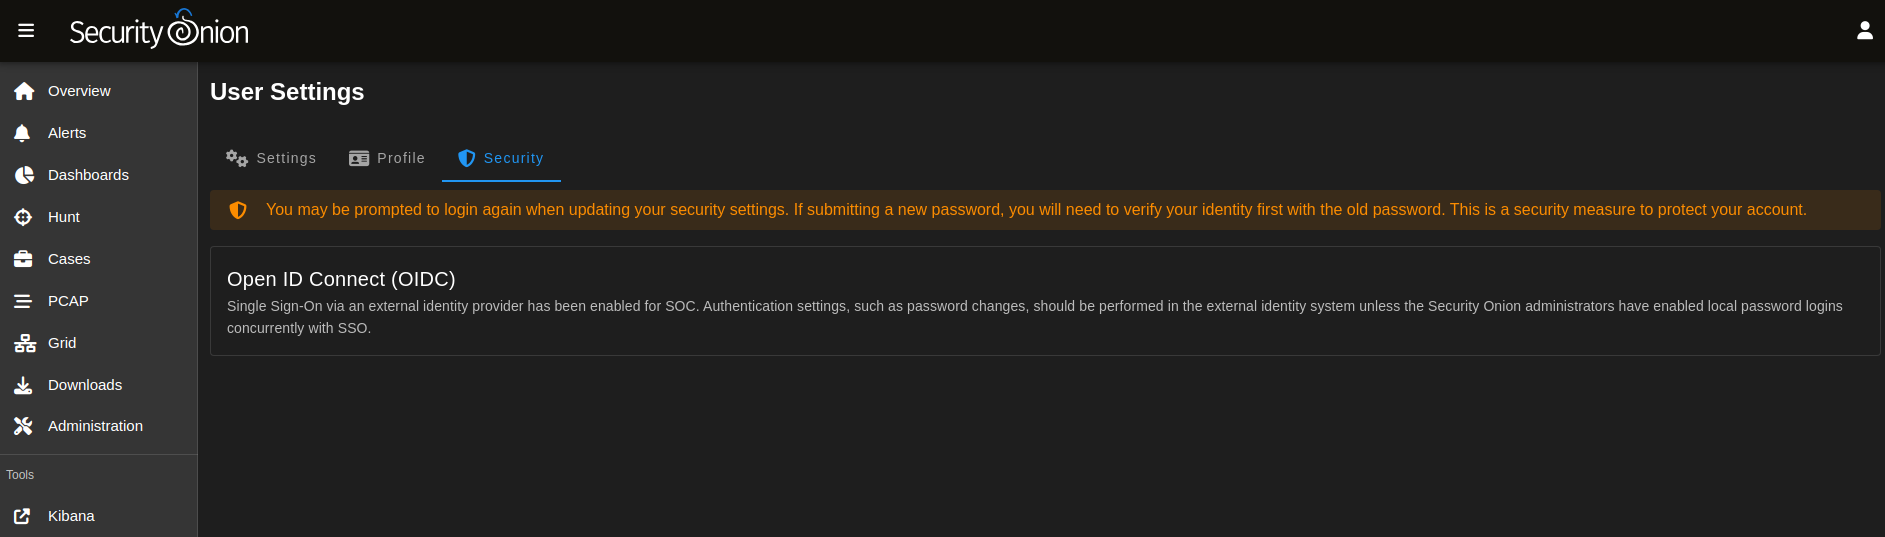 Security Onion
Overview
Alerts
Dashboards
Hunt
Cases
PCAP
Grid
Downloads
Administration
Tools
Kibana
User Settings
Settings
Profile
Security
You may be prompted to login again when updating your security settings. If submitting a new password, you will need to verify your identity first with the old password. This is a security measure to protect your account.
Open ID Connect (OIDC)
Single Sign-On via an external identity provider has been enabled for SOC. Authentication settings, such as password changes, should be performed in the external identity system unless the Security Onion administrators have enabled local password logins
concurrently with SSO.